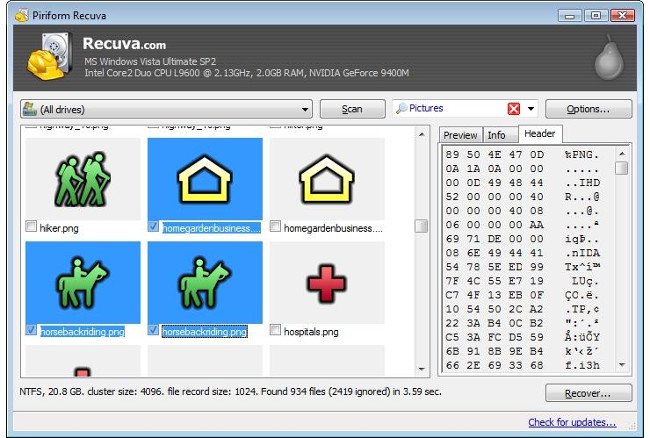 Piriform Recuva
Recuva.com
MS Windows Vista Ultimate SP2
Intel Core2 Duo CPU L9600 @ 2.13GHz, 2.0GB RAM, NVIDIA GeForce 9400M
(All drives)
Scan
Pictures
Options...
hiker.png
homegardenbusiness....
homegardenbusiness....
horsebackriding.png
horsebackriding.png
hospitals.png
Preview Info Header
89 50 4E 47 0D ‰PNG.
0A 1A 0A 00 00 .....
00 0D 49 48 44 ..IHD
52 00 00 00 40 R...@
00 00 00 40 08 ...@.
06 00 00 00 AA ....ª
69 71 DE 00 00 iqÞ..
08 6E 49 44 41 .nIDA
54 78 5E ED 99 Tx^í™
7F 4C 55 E7 19 LUç.
C7 4F 13 EB 0F ÇO.ë.
10 54 50 2C A2 .TP,¢
22 3A B4 0C B2 ":´.²
C5 3A FC D5 59 Å:üÕY
6B 91 8B 9E B4 k‘‹ž´
66 2E 69 33 68 f.i3h
NTFS, 20.8 GB. cluster size: 4096. file record size: 1024. Found 934 files (2419 ignored) in 3.59 sec.
Recover...
Check for updates...